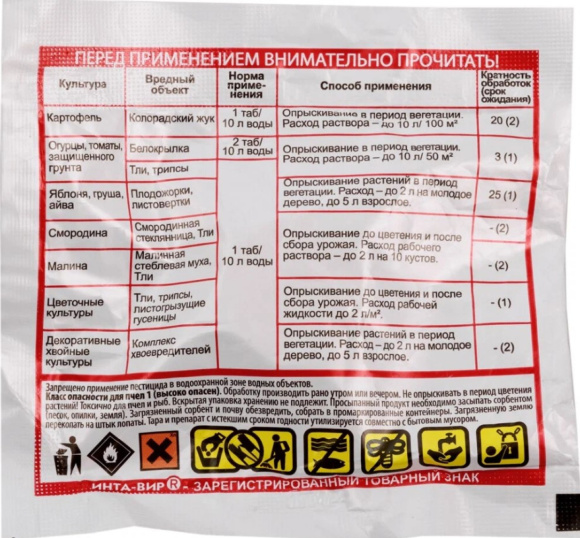 ПЕРЕД ПРИМЕНЕНИЕМ ВНИМАТЕЛЬНО ПРОЧИТАТЬ!
Культура
Вредный
объект
Норма
приме-
нения
Способ применения
Кратность
обработок
(срок
ожидания)
Картофель
Колорадский жук
1 таб/
10 л воды
Опрыскивание в период вегетации.
Расход раствора – до 10 л/ 100 м²
20 (2)
Огурцы, томаты,
защищенного
грунта
Белокрылка
2 таб/
10 л воды
Опрыскивание в период вегетации.
Расход раствора – до 10 л/ 50 м²
3 (1)
Тли, трипсы
Яблоня, груша,
айва
Плодожорки,
листовертки
Опрыскивание растений в период
вегетации. Расход – до 2 л на молодое
дерево, до 5 л взрослое.
25 (1)
Смородина
Смородинная
стеклянница, Тли
1 таб/
10 л воды
Опрыскивание до цветения и после
сбора урожая. Расход рабочего
раствора – до 2 л на 10 кустов.
- (2)
Малина
Малинная
стеблевая муха,
Тли
- (2)
Цветочные
культуры
Тли, трипсы,
листогрызущие
гусеницы
Опрыскивание до цветения и после
сбора урожая. Расход рабочей
жидкости до 2 л/м².
- (1)
Декоративные
хвойные
культуры
Комплекс
хвоевредителей
Опрыскивание растений в период
вегетации. Расход – до 2 л на молодое
дерево, до 5 л взрослое.
- (2)
Запрещено применение пестицида в водоохранной зоне водных объектов.
Класс опасности для пчел 1 (высоко опасен). Обработку производить рано утром или вечером. Не опрыскивать в период цветения
растений! Токсично для пчел и рыб. Вскрытая упаковка хранению не подлежит. Просыпанный продукт необходимо засыпать сорбентом
(песок, опилки, земля). Загрязненный сорбент и почву обезвредить, собрать в промаркированные контейнеры. Загрязненную землю
перекопать на штык лопаты. Тара и препарат с истекшим сроком годности утилизируется совместно с бытовым мусором.
ИНТА-ВИР ® - ЗАРЕГИСТРИРОВАННЫЙ ТОВАРНЫЙ ЗНАК